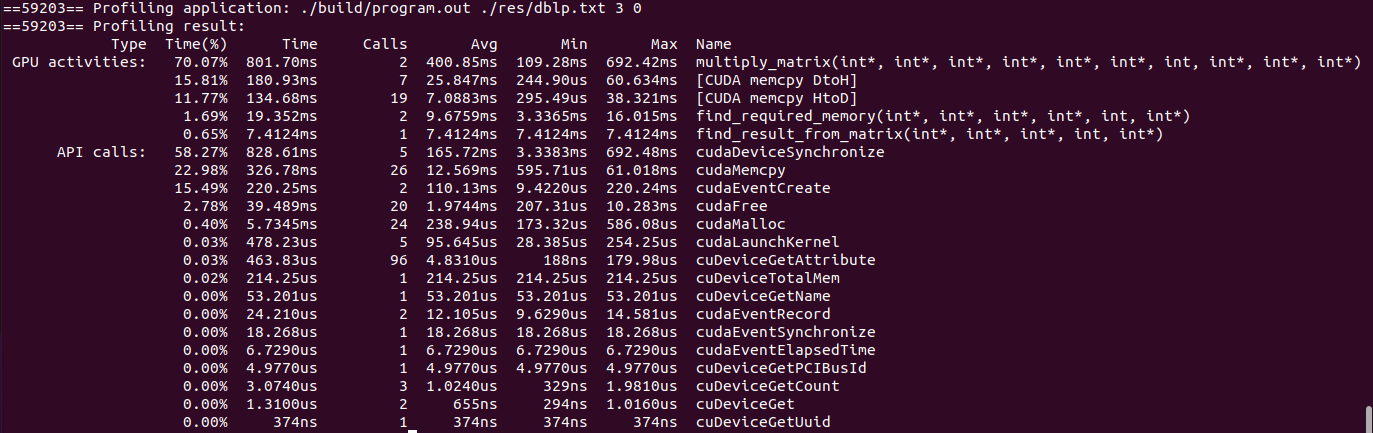 ==59203== Profiling application: ./build/program.out ./res/dblp.txt 3 0
==59203== Profiling result:
Type Time(%) Time Calls Avg Min Max Name
GPU activities: 70.07% 801.70ms 2 400.85ms 109.28ms 692.42ms multiply_matrix(int*, int*, int*, int*, int*, int*, int, int*, int*, int*)
15.81% 180.93ms 7 25.847ms 244.90us 60.634ms [CUDA memcpy DtoH]
11.77% 134.68ms 19 7.0883ms 295.49us 38.321ms [CUDA memcpy HtoD]
1.69% 19.352ms 2 9.6759ms 3.3365ms 16.015ms find_required_memory(int*, int*, int*, int*, int, int*)
0.65% 7.4124ms 1 7.4124ms 7.4124ms 7.4124ms find_result_from_matrix(int*, int*, int*, int, int*)
API calls: 58.27% 828.61ms 5 165.72ms 3.3383ms 692.48ms cudaDeviceSynchronize
22.98% 326.78ms 26 12.569ms 595.71us 61.018ms cudaMemcpy
15.49% 220.25ms 2 110.13ms 9.4220us 220.24ms cudaEventCreate
2.78% 39.489ms 20 1.9744ms 207.31us 10.283ms cudaFree
0.40% 5.7345ms 24 238.94us 173.32us 586.08us cudaMalloc
0.03% 478.23us 5 95.645us 28.385us 254.25us cudaLaunchKernel
0.03% 463.83us 96 4.8310us 188ns 179.98us cuDeviceGetAttribute
0.02% 214.25us 1 214.25us 214.25us 214.25us cuDeviceTotalMem
0.00% 53.201us 1 53.201us 53.201us 53.201us cuDeviceGetName
0.00% 24.210us 2 12.105us 9.6290us 14.581us cudaEventRecord
0.00% 18.268us 1 18.268us 18.268us 18.268us cudaEventSynchronize
0.00% 6.7290us 1 6.7290us 6.7290us 6.7290us cudaEventElapsedTime
0.00% 4.9770us 1 4.9770us 4.9770us 4.9770us cuDeviceGetPCIBusId
0.00% 3.0740us 3 1.0240us 329ns 1.9810us cuDeviceGetCount
0.00% 1.3100us 2 655ns 294ns 1.0160us cuDeviceGet
0.00% 374ns 1 374ns 374ns 374ns cuDeviceGetUuid